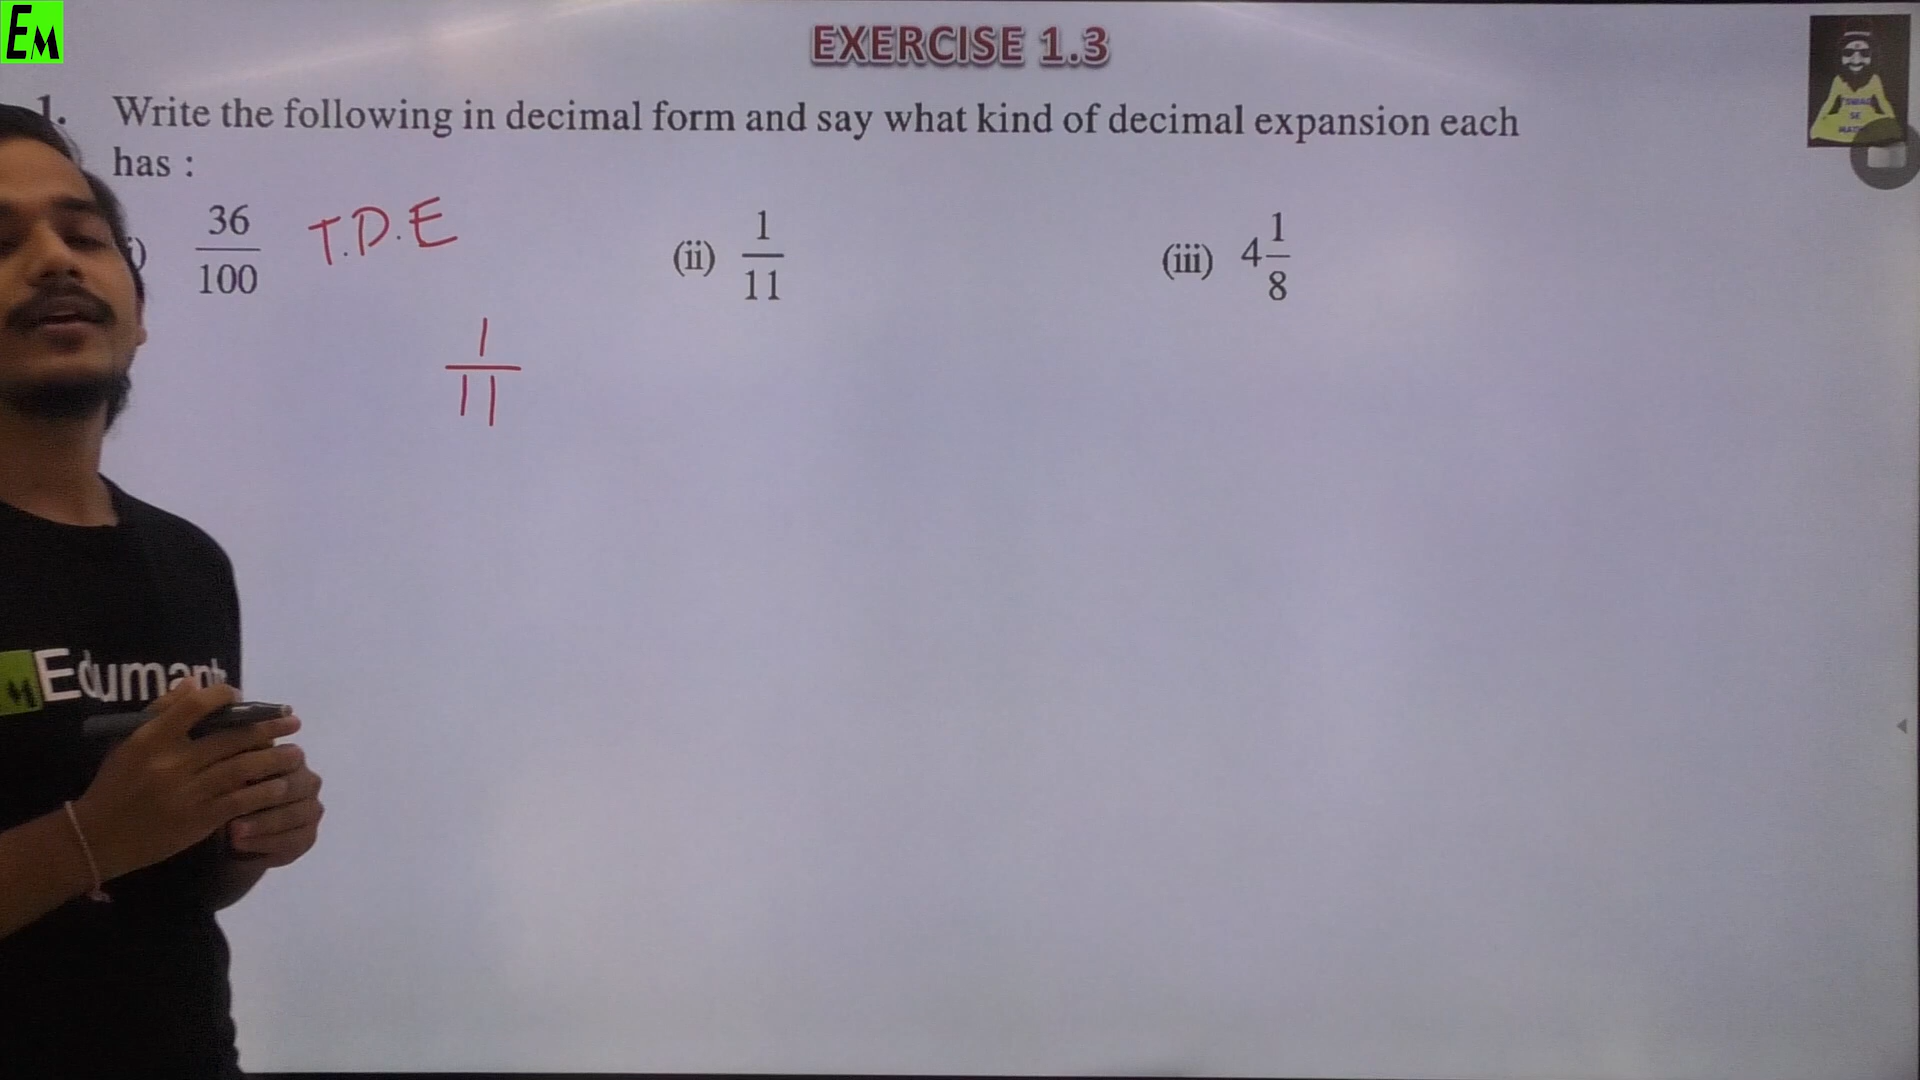 EM
EXERCISE 1.3
1. Write the following in decimal form and say what kind of decimal expansion each
has :
36/100 T.D.E (ii) 1/11 (iii) 4 1/8
1/11
SE
Edumant